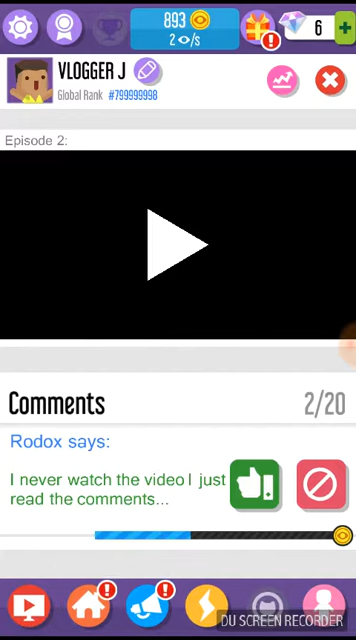 893
6
2 /s
VLOGGER J
Global Rank #799999998
Episode 2:
Comments 2/20
Rodox says:
I never watch the video I just
read the comments...
DU SCREEN RECORDER